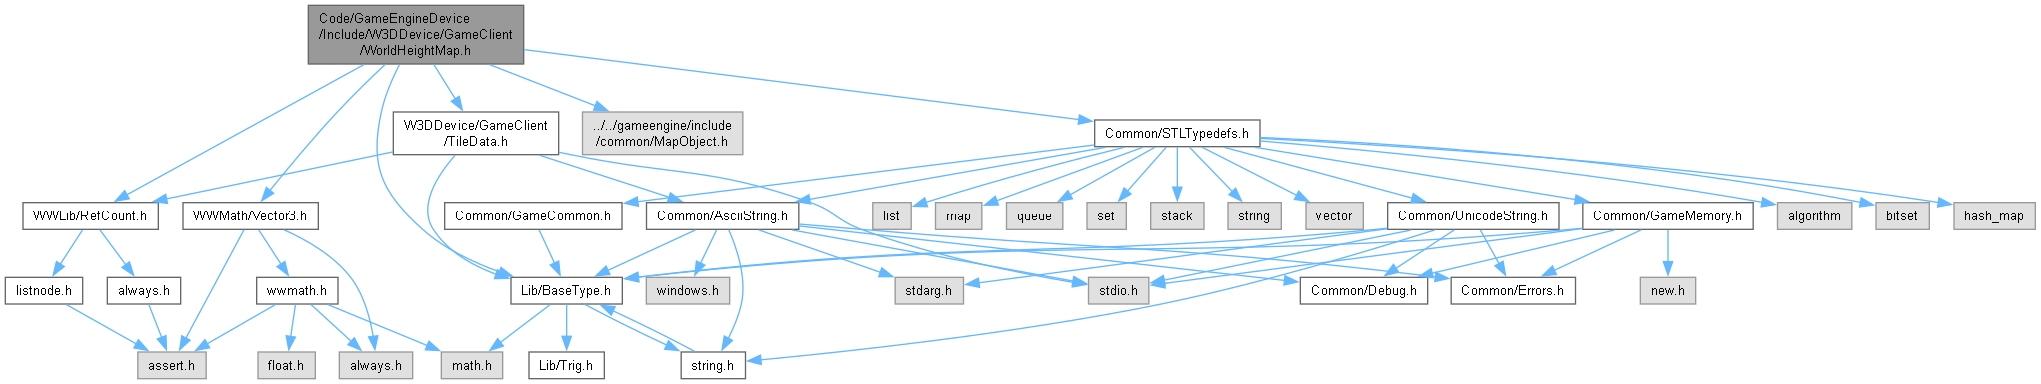 Code/GameEngineDevice
/Include/W3DDevice/GameClient
/WorldHeightMap.h
W3DDevice/GameClient
/TileData.h
../../gameengine/include
/common/MapObject.h
Common/STLTypedefs.h
WWLib/RefCount.h
WWMath/Vector3.h
Common/GameCommon.h
Common/AsciiString.h
list
map
queue
set
stack
string
vector
Common/UnicodeString.h
Common/GameMemory.h
algorithm
bitset
hash_map
listnode.h
always.h
wwmath.h
Lib/BaseType.h
windows.h
stdarg.h
stdio.h
Common/Debug.h
Common/Errors.h
new.h
assert.h
float.h
always.h
math.h
Lib/Trig.h
string.h